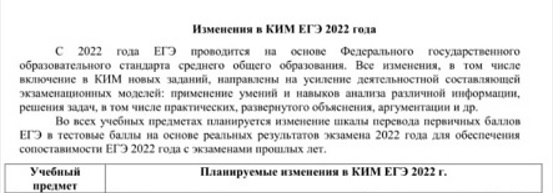 Изменения в КИМ ЕГЭ 2022 года
С 2022 года ЕГЭ проводится на основе Федерального государственного
образовательного стандарта среднего общего образования. Все изменения, в том числе
включение в КИМ новых заданий, направлены на усиление деятельностной составляющей
экзаменационных моделей: применение умений и навыков анализа различной информации,
решения задач, в том числе практических, развернутого объяснения, аргументации и др.
Во всех учебных предметах планируется изменение шкалы перевода первичных баллов
ЕГЭ в тестовые баллы на основе реальных результатов экзамена 2022 года для обеспечения
сопоставимости ЕГЭ 2022 года с экзаменами прошлых лет.
Учебный Планируемые изменения в КИМ ЕГЭ 2022 г.
предмет